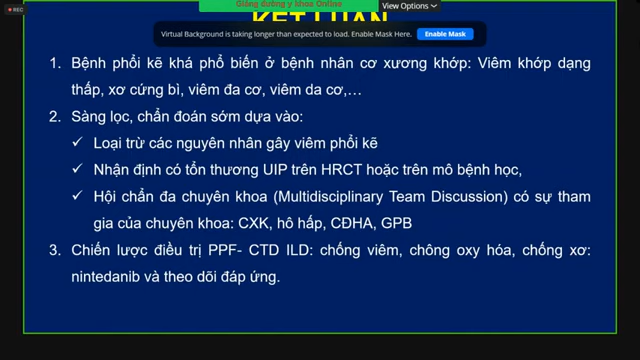 Giảng đường y khoa Online
View Options
REC
KẾT LUẬN
Virtual Background is taking longer than expected to load. Enable Mask Here.
Enable Mask
1. Bệnh phổi kẽ khá phổ biến ở bệnh nhân cơ xương khớp: Viêm khớp dạng
thấp, xơ cứng bì, viêm đa cơ, viêm da cơ,…
2. Sàng lọc, chẩn đoán sớm dựa vào:
✓ Loại trừ các nguyên nhân gây viêm phổi kẽ
✓ Nhận định có tổn thương UIP trên HRCT hoặc trên mô bệnh học,
✓ Hội chẩn đa chuyên khoa (Multidisciplinary Team Discussion) có sự tham
gia của chuyên khoa: CXK, hô hấp, CĐHA, GPB
3. Chiến lược điều trị PPF- CTD ILD: chống viêm, chông oxy hóa, chống xơ:
nintedanib và theo dõi đáp ứng.